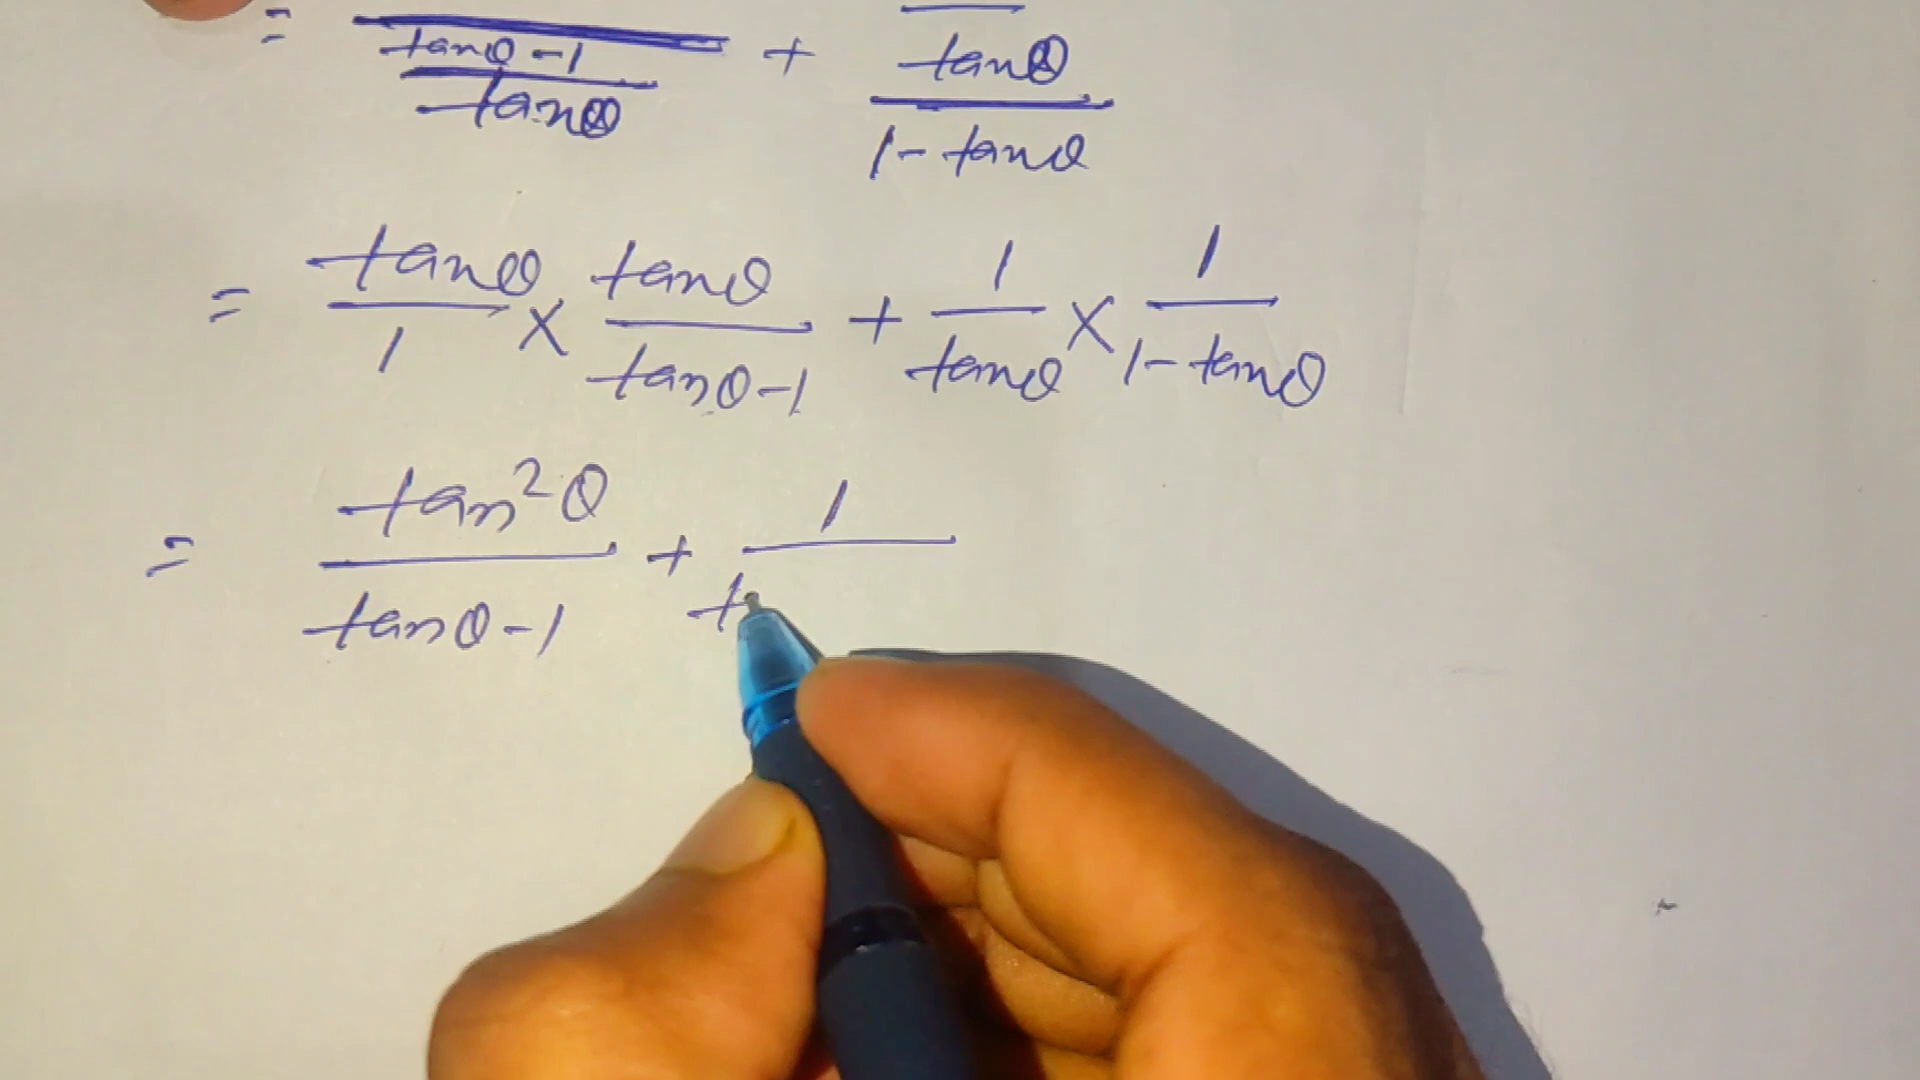 = ―/((tanθ-1)/tanθ) + (―/tanθ)/(1-tanθ)
= tanθ/1 × tanθ/(tanθ-1) + 1/tanθ × 1/(1-tanθ)
= tan²θ/(tanθ-1) + 1/t